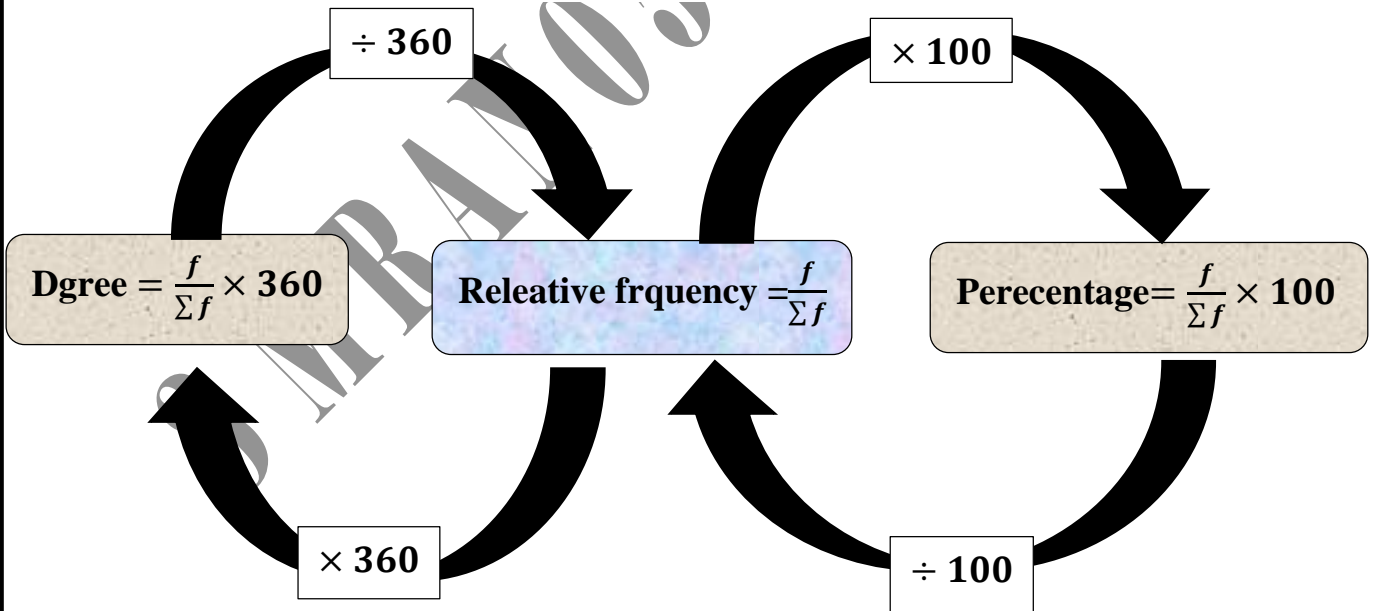 ÷ 360
× 100
Dgree = f/∑f × 360
Releative frquency =f/∑f
Perecentage= f/∑f × 100
× 360
÷ 100